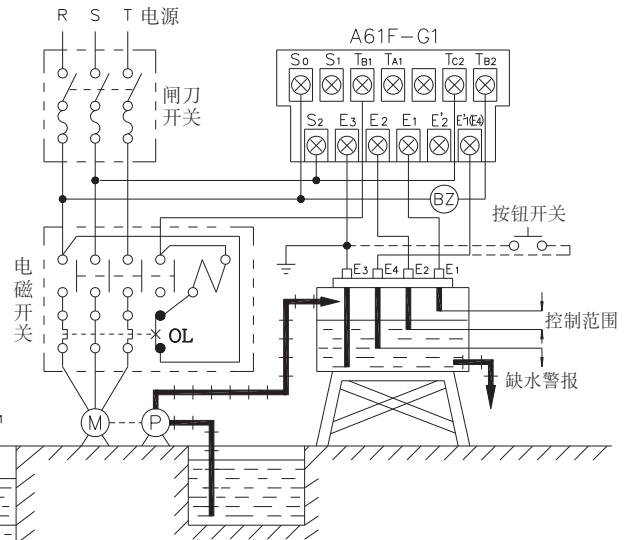 R S T 电源
A61F-G1
S0 S1 TB1 TA1 TC2 TB2
闸刀
开关
S2 E3 E2 E1 E'2 E'1(E4)
BZ
按钮开关
电磁开关
E3 E4 E2 E1
控制范围
OL
缺水警报
M P